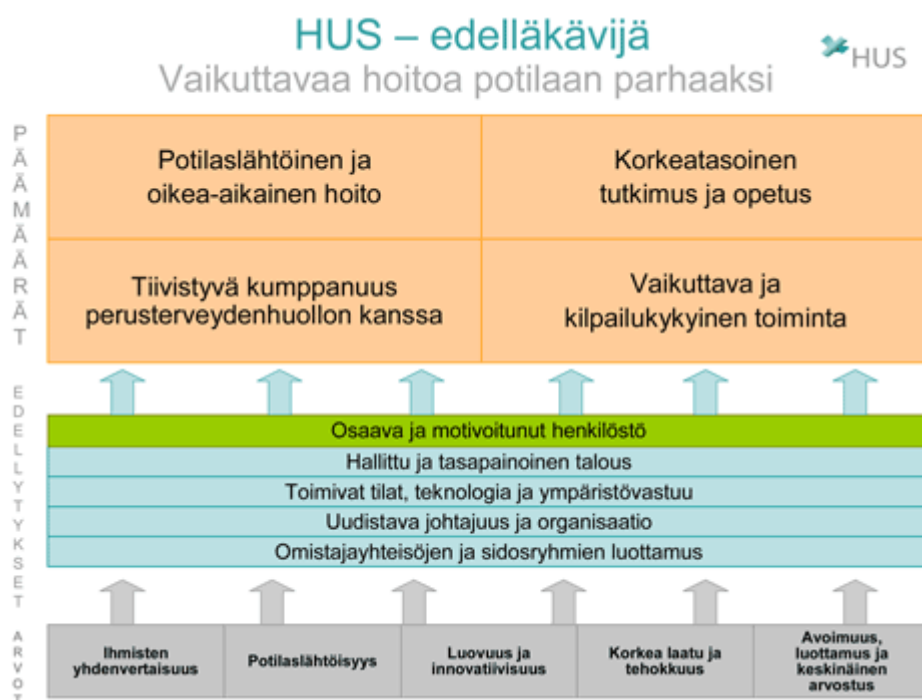 HUS – edelläkävijä
Vaikuttavaa hoitoa potilaan parhaaksi
HUS
PÄÄMÄÄRÄT
Potilaslähtöinen ja
oikea-aikainen hoito
Korkeatasoinen
tutkimus ja opetus
Tiivistyvä kumppanuus
perusterveydenhuollon kanssa
Vaikuttava ja
kilpailukykyinen toiminta
EDELLYTYKSET
Osaava ja motivoitunut henkilöstö
Hallittu ja tasapainoinen talous
Toimivat tilat, teknologia ja ympäristövastuu
Uudistava johtajuus ja organisaatio
Omistajayhteisöjen ja sidosryhmien luottamus
ARVOT
Ihmisten
yhdenvertaisuus
Potilaslähtöisyys
Luovuus ja
innovatiivisuus
Korkea laatu ja
tehokkuus
Avoimuus,
luottamus ja
keskinäinen
arvostus